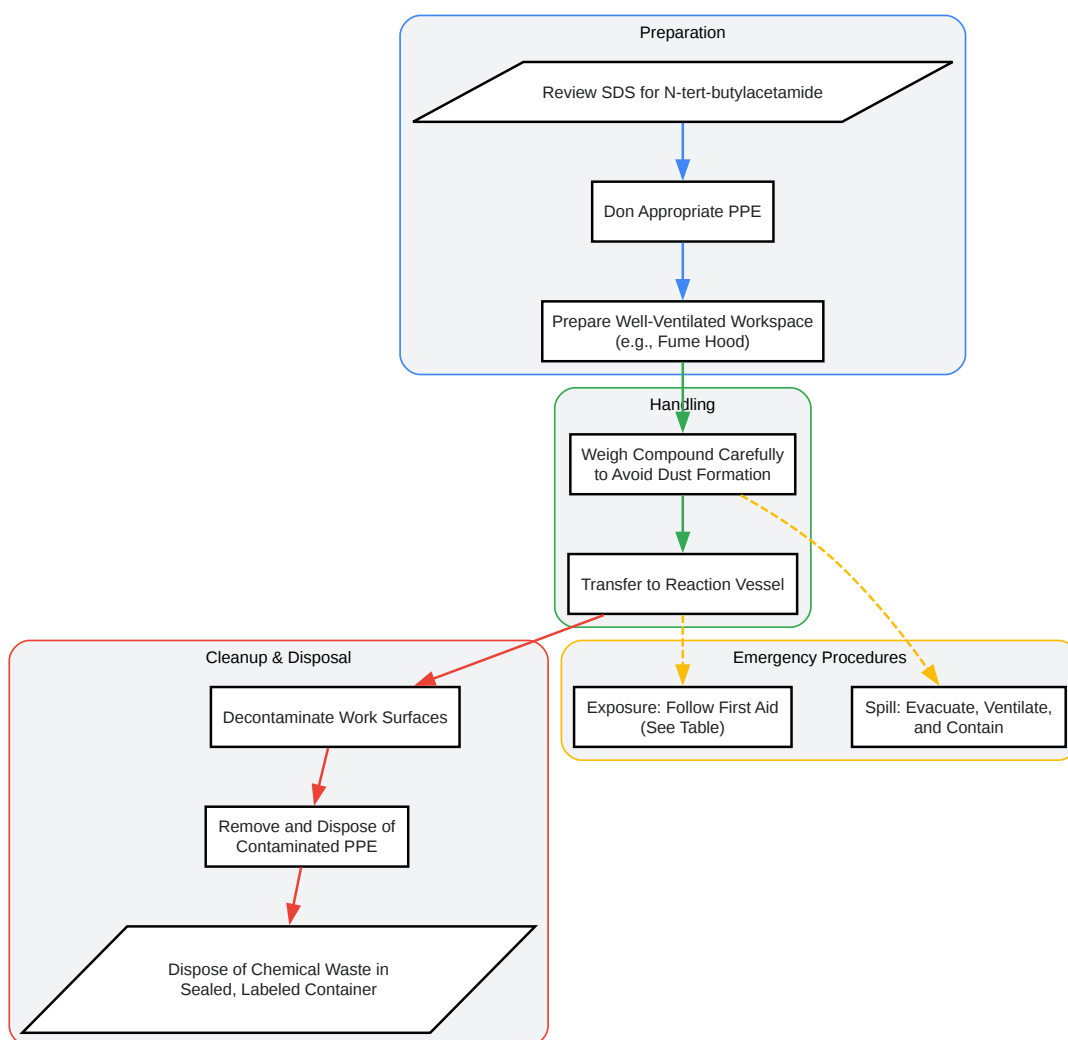 Preparation
Review SDS for N-tert-butylacetamide
Don Appropriate PPE
Prepare Well-Ventilated Workspace
(e.g., Fume Hood)
Handling
Weigh Compound Carefully
to Avoid Dust Formation
Transfer to Reaction Vessel
Cleanup & Disposal
Decontaminate Work Surfaces
Remove and Dispose of
Contaminated PPE
Dispose of Chemical Waste in
Sealed, Labeled Container
Emergency Procedures
Exposure: Follow First Aid
(See Table)
Spill: Evacuate, Ventilate,
and Contain